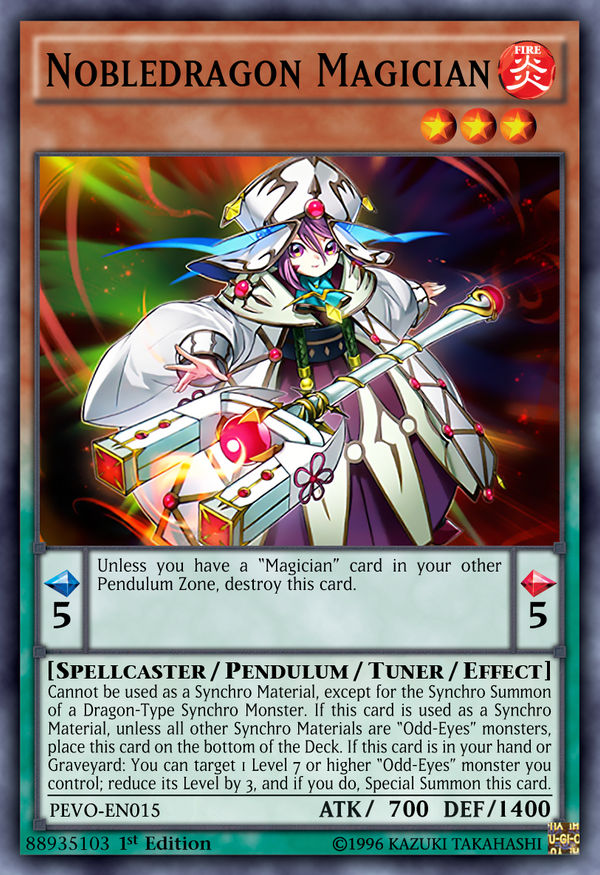 NOBLEDRAGON MAGICIAN
FIRE
炎
Unless you have a "Magician" card in your other
Pendulum Zone, destroy this card.
5
5
[SPELLCASTER / PENDULUM / TUNER / EFFECT]
Cannot be used as a Synchro Material, except for the Synchro Summon
of a Dragon-Type Synchro Monster. If this card is used as a Synchro
Material, unless all other Synchro Materials are "Odd-Eyes" monsters,
place this card on the bottom of the Deck. If this card is in your hand or
Graveyard: You can target 1 Level 7 or higher "Odd-Eyes" monster you
control; reduce its Level by 3, and if you do, Special Summon this card.
PEVO-EN015 ATK/ 700 DEF/1400
88935103 1st Edition ©1996 KAZUKI TAKAHASHI